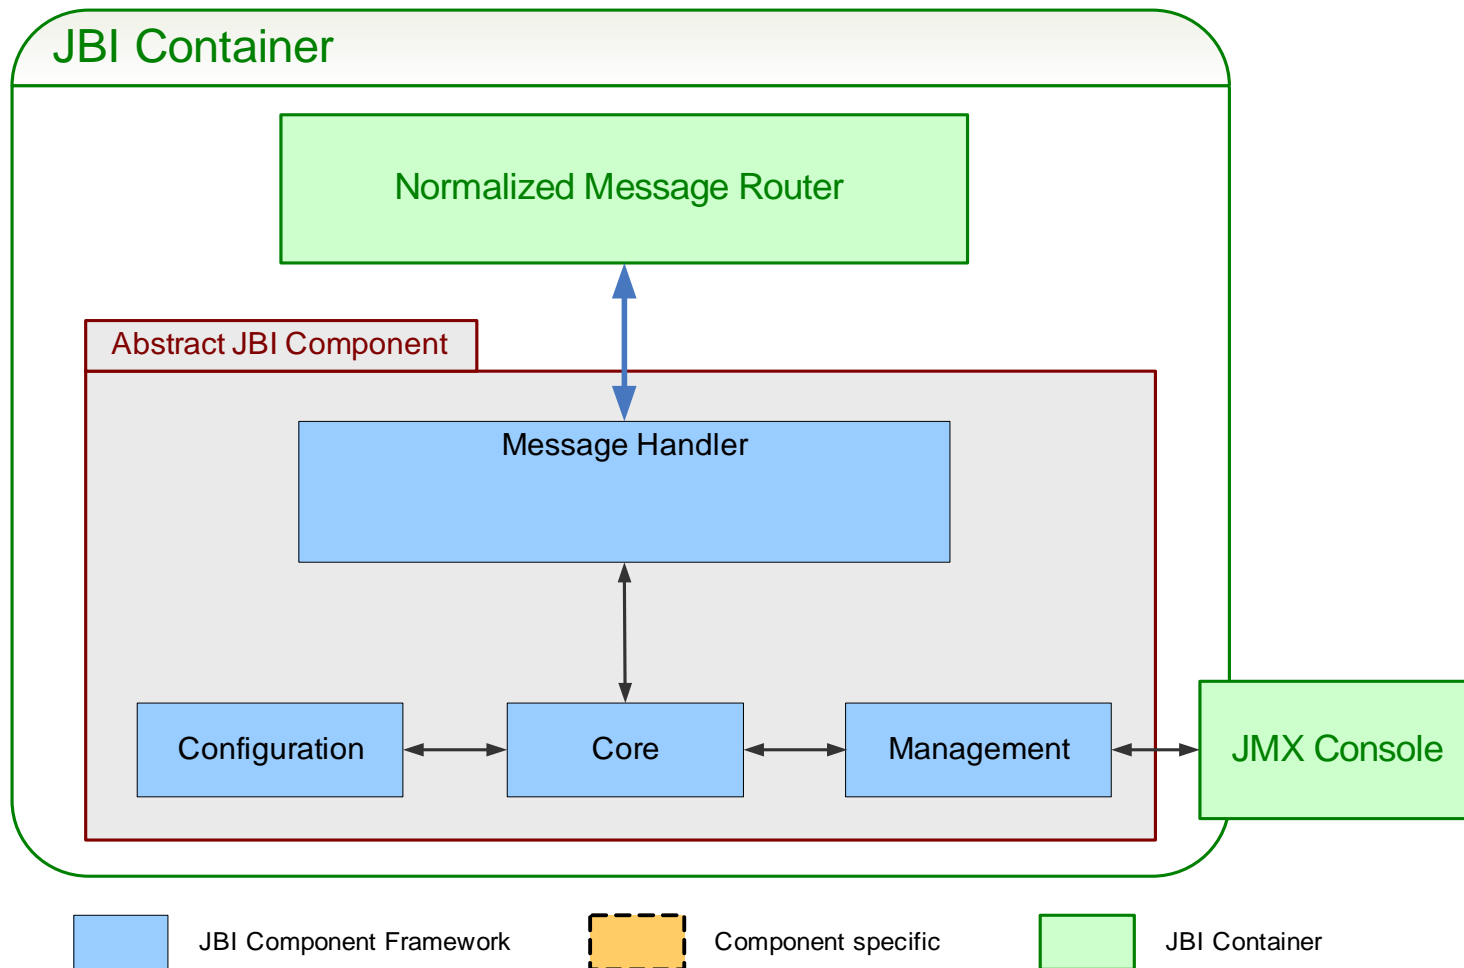 JBI Container
Normalized Message Router
Abstract JBI Component
Message Handler
Configuration
Core
Management
JMX Console
JBI Component Framework
Component specific
JBI Container